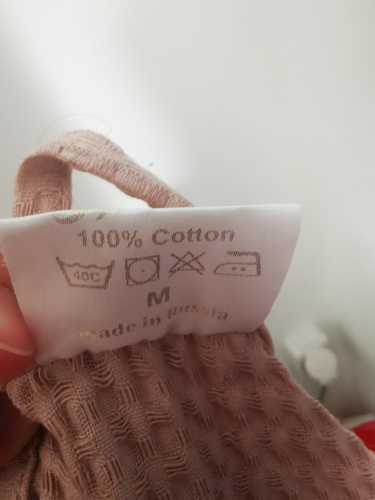 100% Cotton
40C
M
made in Russia